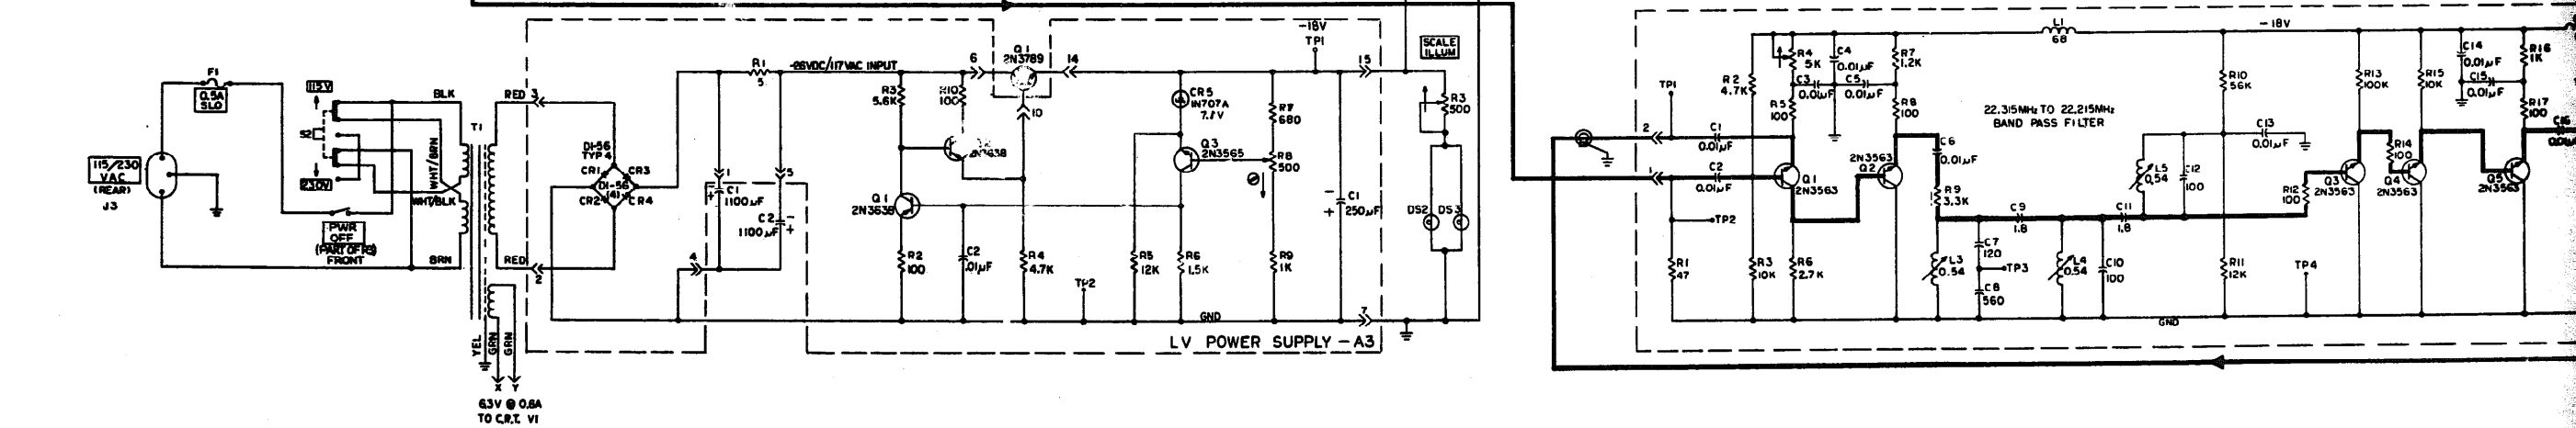 F1
0.5A
SLO
115/230
VAC
(REAR)
J3
115V
S2
230V
PWR
OFF
(PART OF R3)
FRONT
BLK
WHT/BRN
WHT/BLK
BRN
T1
RED 3
RED
2
YEL
GRN
GRN
X Y
6.3V @ 0.6A
TO C.R.T. V1
DI-56
TYP 4
CR1 CR3
DI-56
(4)
CR2 CR4
R1
5
-26VDC/117VAC INPUT
1
C1
1100µF
5
C2
1100µF
4
R3
5.6K
R10
100
6
Q1
2N3789
14
10
Q1
2N3638
R2
100
C2
.01µF
R4
4.7K
TP2
CR5
1N707A
Q3
2N3565
R5
12K
R6
1.5K
R7
680
R8
500
R9
1K
-18V
TP1
C1
250µF
15
7
GND
LV POWER SUPPLY-A3
SCALE
ILLUM
R3
500
DS2 DS3
2
1
TP1
C1
0.01µF
C2
0.01µF
TP2
R1
47
R2
4.7K
R3
10K
R4
5K
C3
0.01µF
R5
100
C4
0.01µF
C5
0.01µF
R7
1.2K
R8
100
Q1
2N3563
R6
2.7K
2N3563
Q2
C6
0.01µF
R9
3.3K
L3
0.54
C7
120
TP3
C8
560
C9
1.8
L4
0.54
C10
100
C11
1.8
L1
68
-18V
22.315MHz TO 22.215MHz
BAND PASS FILTER
L5
0.54
C12
100
R10
56K
C13
0.01µF
R11
12K
R12
100
TP4
GND
R13
100K
Q3
2N3563
R14
100
R15
10K
Q4
2N3563
C14
0.01µF
C15
0.01µF
R16
1K
R17
100
Q5
2N3563
C16